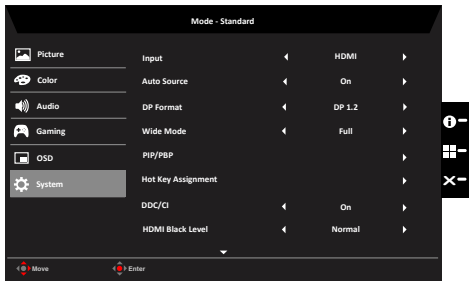 Mode - Standard
Picture
Color
Audio
Gaming
OSD
System
Input HDMI
Auto Source On
DP Format DP 1.2
Wide Mode Full
PIP/PBP
Hot Key Assignment
DDC/CI On
HDMI Black Level Normal
Move Enter